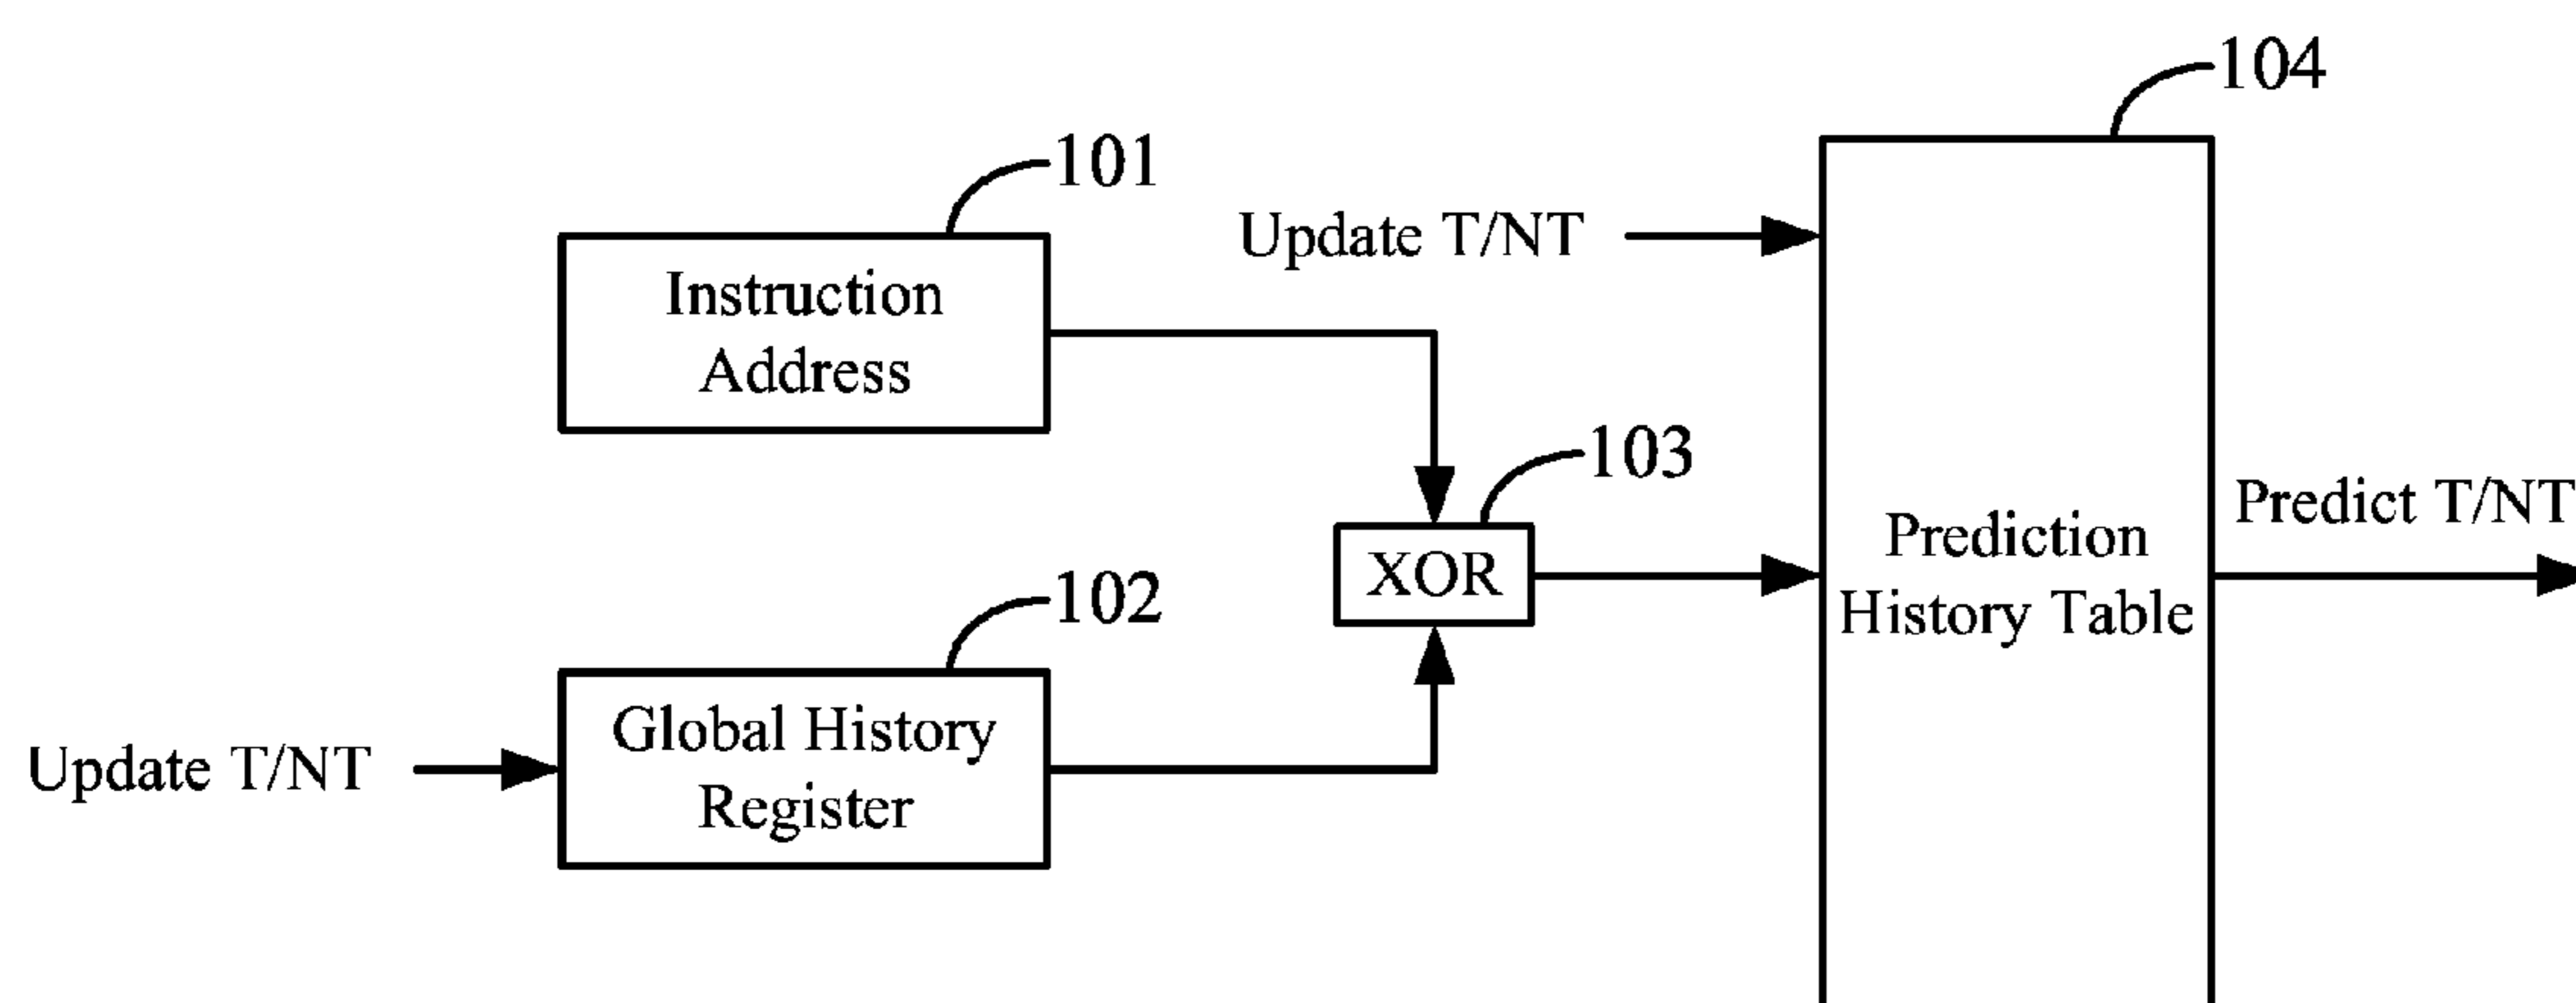 104
101
Update T/NT
Instruction
Address
103
Predict T/NT
Prediction
History Table
XOR
102
Global History
Register
Update T/NT